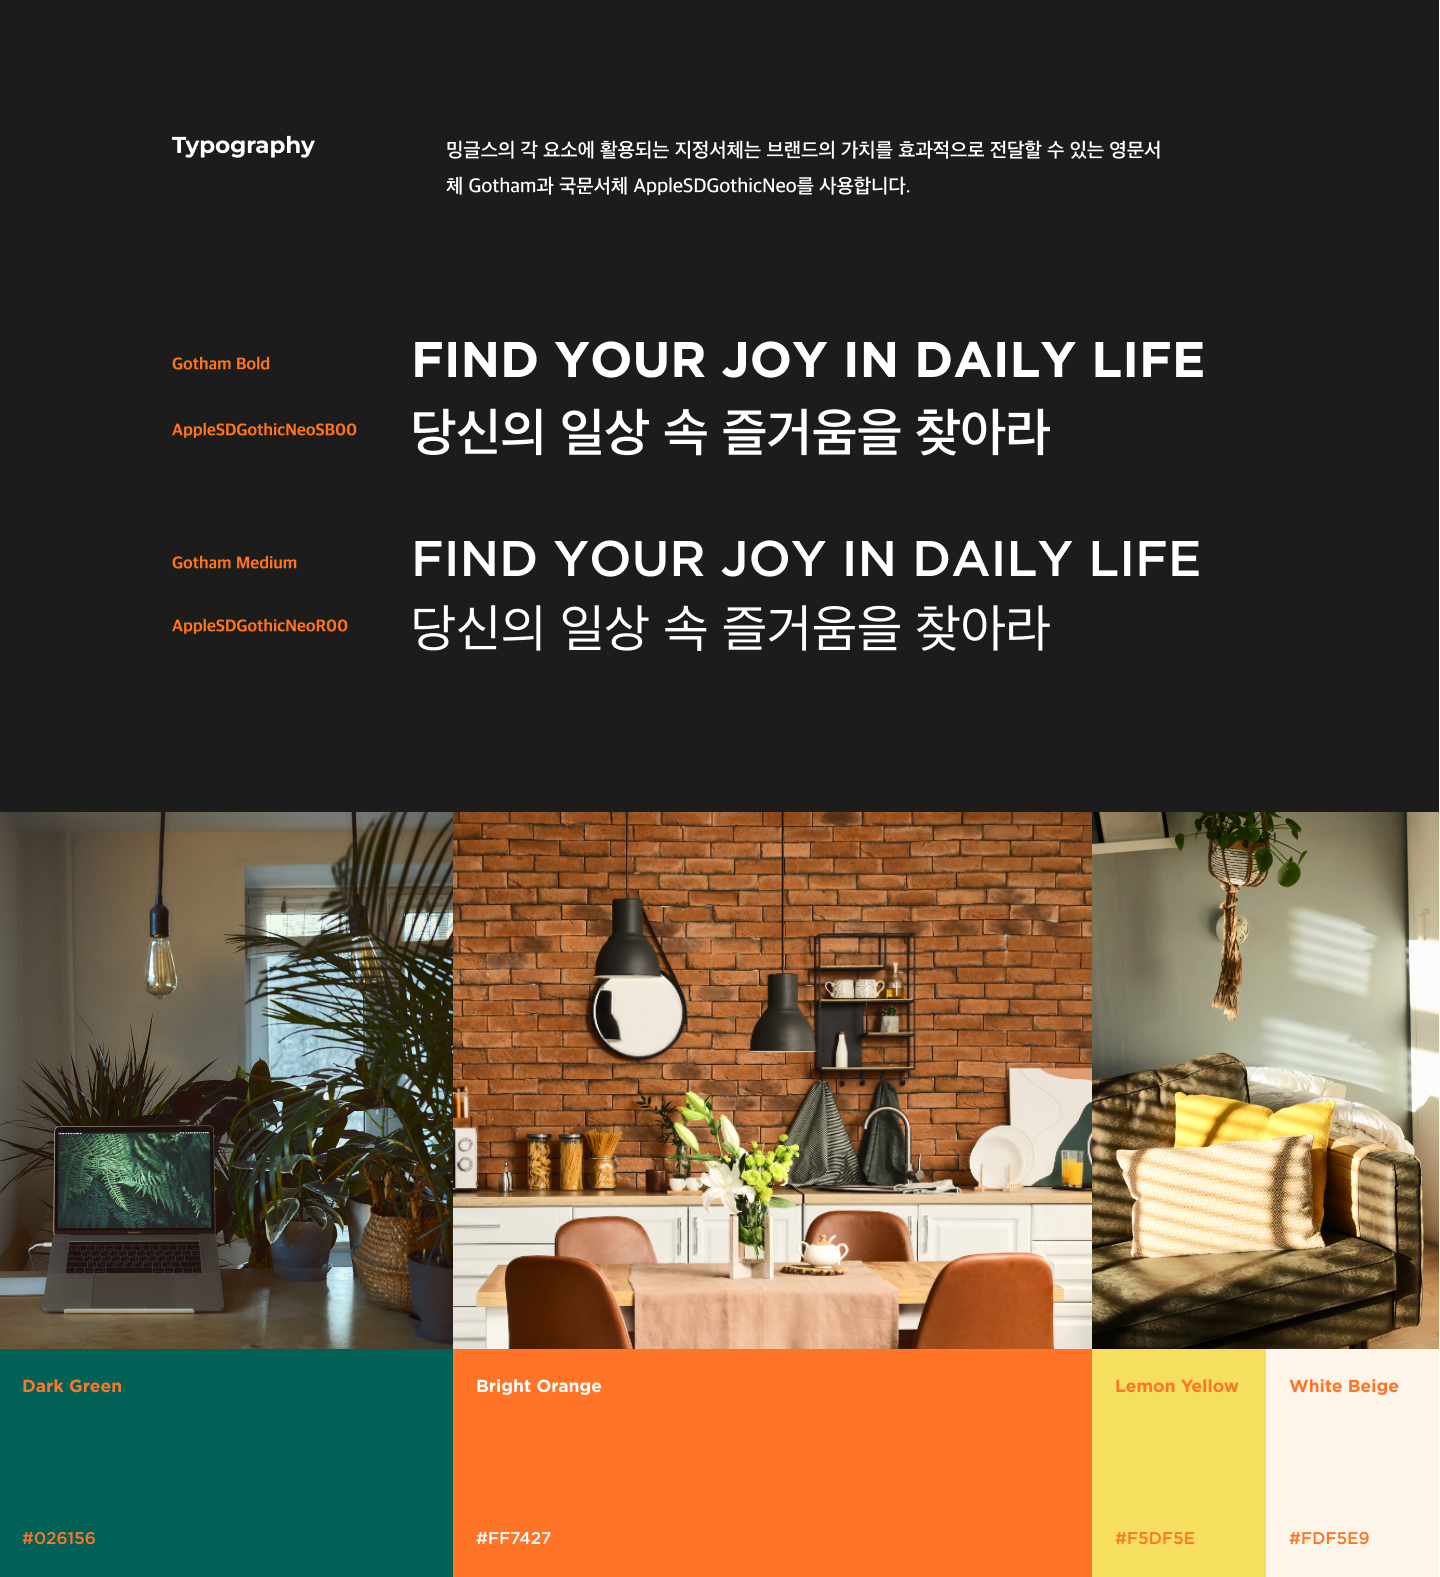 Typography
밍글스의 각 요소에 활용되는 지정서체는 브랜드의 가치를 효과적으로 전달할 수 있는 영문서
체 Gotham과 국문서체 AppleSDGothicNeo를 사용합니다.
Gotham Bold
FIND YOUR JOY IN DAILY LIFE
AppleSDGothicNeoSB00
당신의 일상 속 즐거움을 찾아라
Gotham Medium
FIND YOUR JOY IN DAILY LIFE
AppleSDGothicNeoR00
당신의 일상 속 즐거움을 찾아라
Dark Green
Bright Orange
Lemon Yellow
White Beige
#026156
#FF7427
#F5DF5E
#FDF5E9